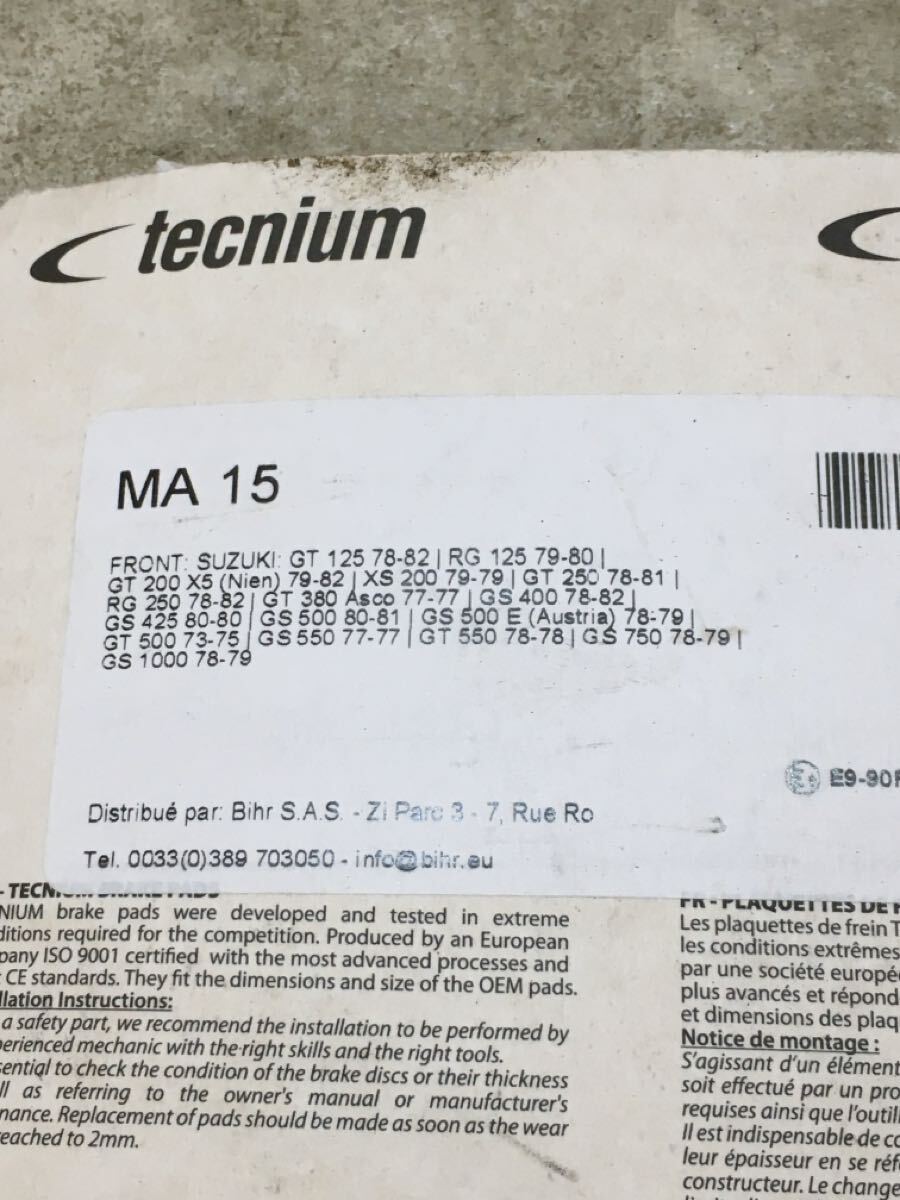 tecnium
MA 15
FRONT: SUZUKI: GT 125 78-82 | RG 125 79-80 |
GT 200 X5 (Nien) 79-82 | XS 200 79-79 | GT 250 78-81 |
RG 250 78-82 | GT 380 Asco 77-77 | GS 400 78-82 |
GS 425 80-80 | GS 500 80-81 | GS 500 E (Austria) 78-79 |
GT 500 73-75 | GS 550 77-77 | GT 550 78-78 | GS 750 78-79 |
GS 1000 78-79
E9-90R
Distribué par: Bihr S.A.S. - Zi Parc 3 - 7, Rue Ro
Tel. 0033(0)389 703050 - info@bihr.eu
- TECNIUM BRAKE PADS
NIUM brake pads were developed and tested in extreme
ditions required for the competition. Produced by an European
pany ISO 9001 certified with the most advanced processes and
CE standards. They fit the dimensions and size of the OEM pads.
llation Instructions:
a safety part, we recommend the installation to be performed by
perienced mechanic with the right skills and the right tools.
sential to check the condition of the brake discs or their thickness
ll as referring to the owner's manual or manufacturer's
nance. Replacement of pads should be made as soon as the wear
reached to 2mm.
FR - PLAQUETTES DE F
Les plaquettes de frein T
les conditions extrêmes
par une société europée
plus avancés et répond
et dimensions des plaq
Notice de montage :
S'agissant d'un élément
soit effectué par un pro
requises ainsi que l'outil
Il est indispensable de co
leur épaisseur en se réf
constructeur. Le change